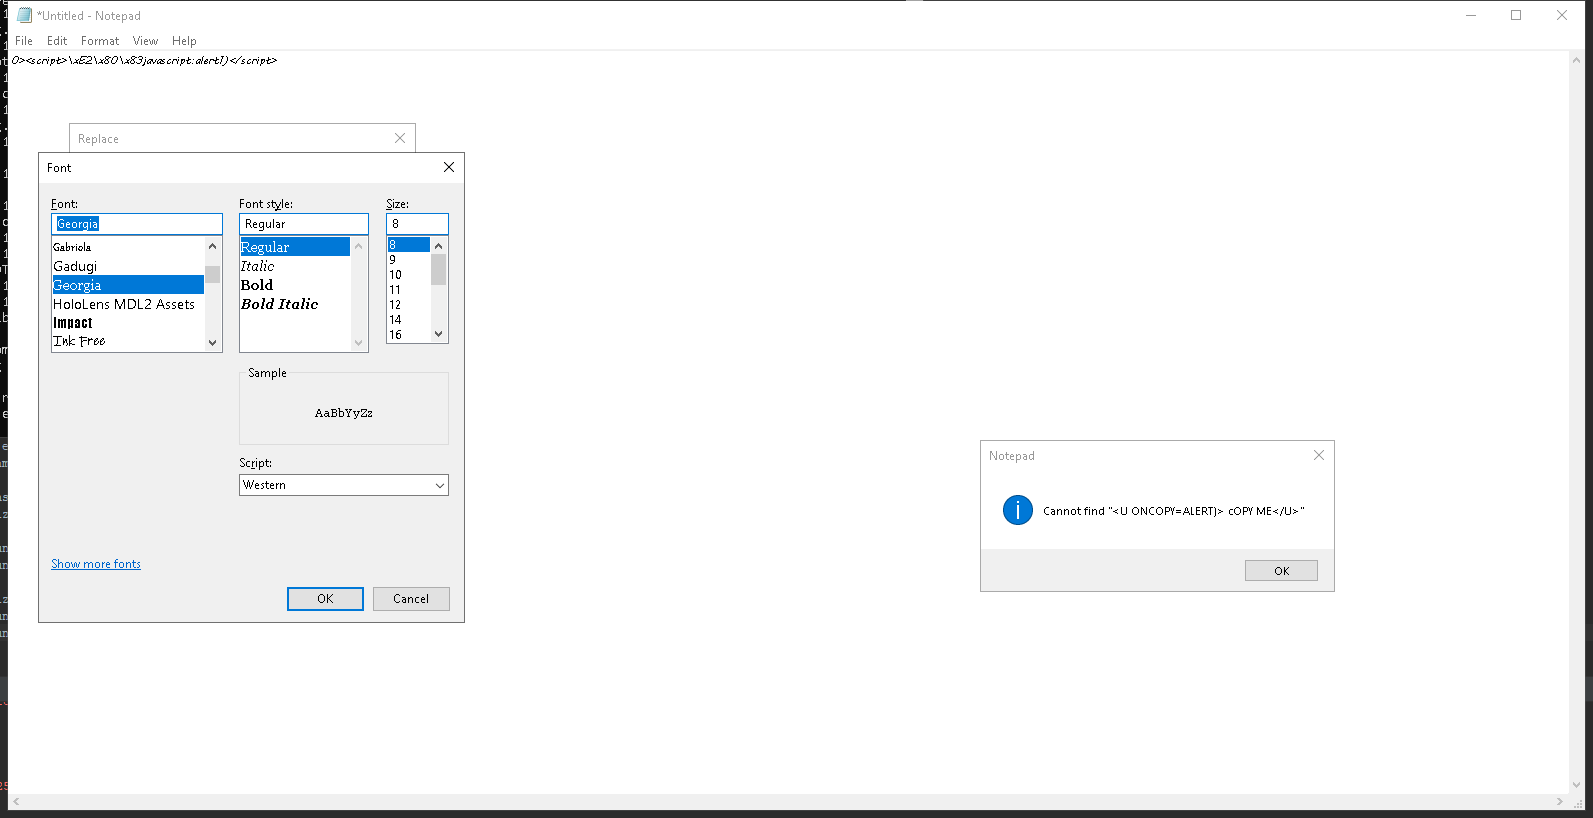 *Untitled - Notepad
File Edit Format View Help
0><script>\xE2\x80\x83javascript:alert1)</script>
Replace
Font
Font: Font style: Size:
Georgia Regular 8
Gabriola
Gadugi
Georgia
HoloLens MDL2 Assets
Impact
Ink Free
Regular
Italic
Bold
Bold Italic
8
9
10
11
12
14
16
Sample
AaBbYyZz
Script:
Western
Show more fonts
OK Cancel
Notepad
i
Cannot find "<U ONCOPY=ALERT)> cOPY ME</U>"
OK